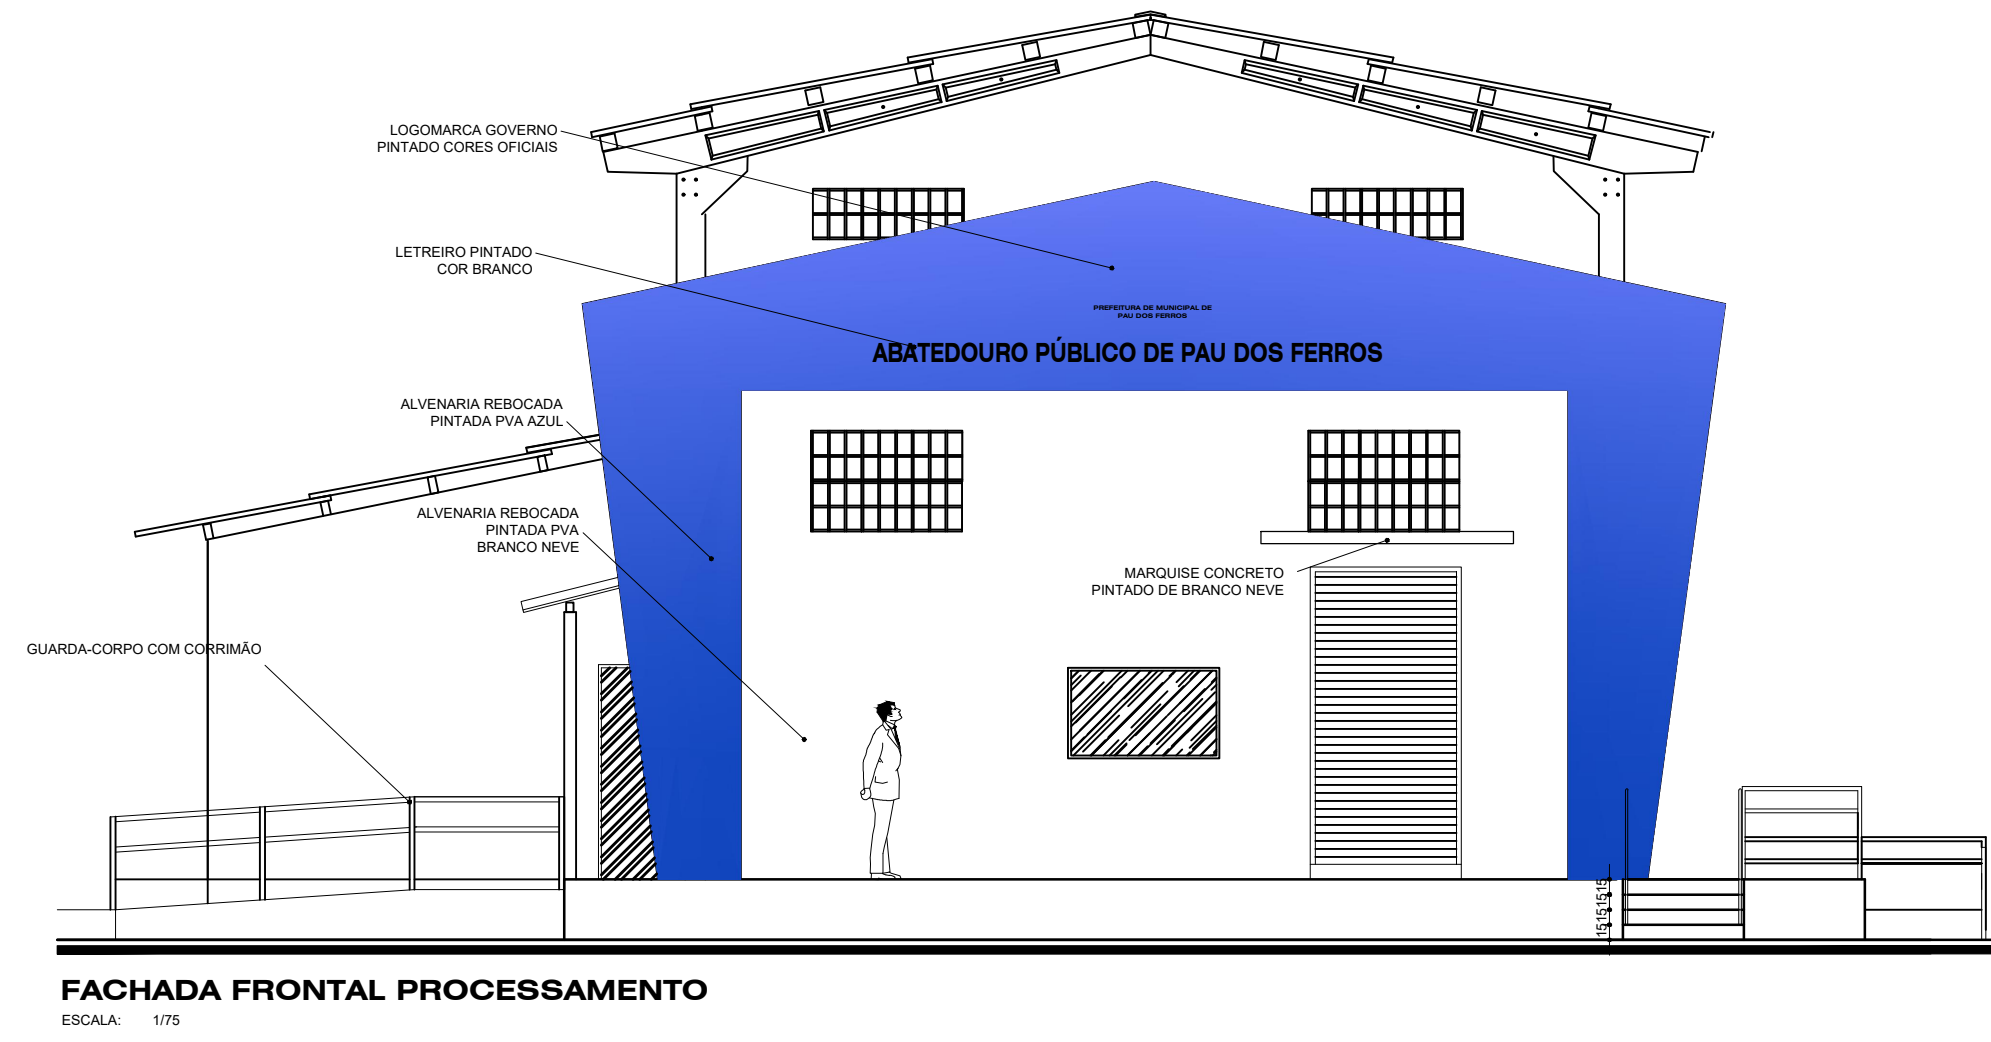 LOGOMARCA GOVERNO
PINTADO CORES OFICIAIS
LETREIRO PINTADO
COR BRANCO
PREFEITURA DE MUNICIPAL DE
PAU DOS FERROS
ABATEDOURO PÚBLICO DE PAU DOS FERROS
ALVENARIA REBOCADA
PINTADA PVA AZUL
ALVENARIA REBOCADA
PINTADA PVA
BRANCO NEVE
MARQUISE CONCRETO
PINTADO DE BRANCO NEVE
GUARDA-CORPO COM CORRIMÃO
15
15
15
15
FACHADA FRONTAL PROCESSAMENTO
ESCALA: 1/75